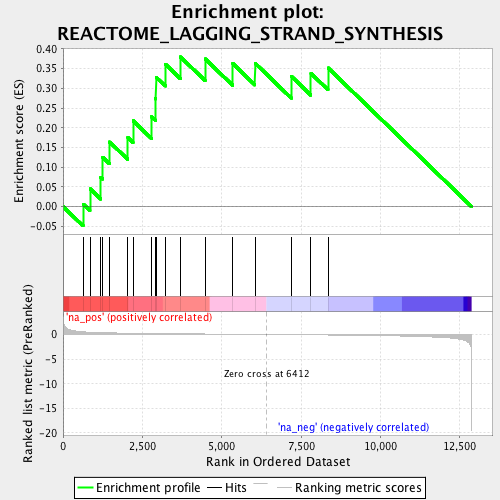 Enrichment plot:
REACTOME_LAGGING_STRAND_SYNTHESIS
Enrichment score (ES)
0.40
0.35
0.30
0.25
0.20
0.15
0.10
0.05
0.00
-0.05
'na_pos' (positively correlated)
Ranked list metric (PreRanked)
0
-5
-10
-15
-20
Zero cross at 6412
'na_neg' (negatively correlated)
0 2,500 5,000 7,500 10,000 12,500
Rank in Ordered Dataset
Enrichment profile Hits Ranking metric scores